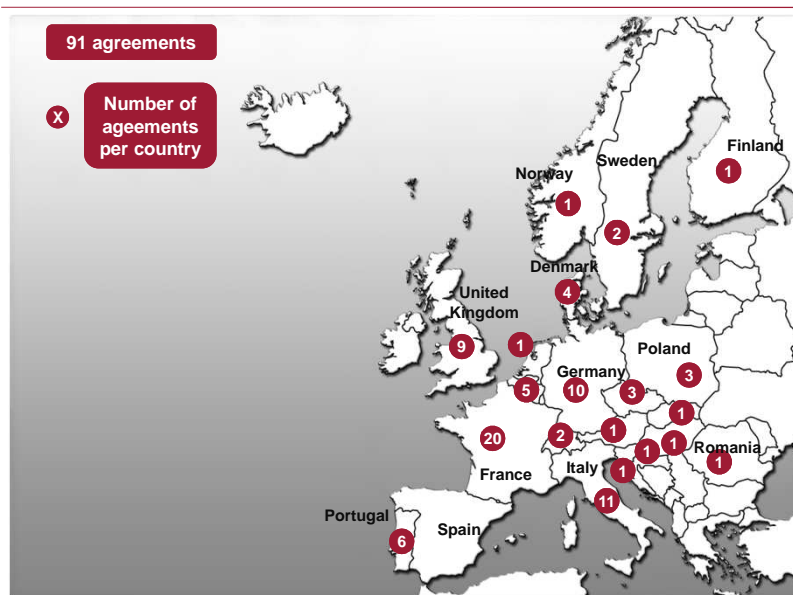 91 agreements
X
Number of
ageements
per country
Finland
1
Sweden
Norway
1
2
Denmark
4
United
Kingdom
9
1
Poland
3
Germany
10
5
3
1
20
2
1
1
1
Romania
1
Italy
1
France
11
Portugal
6
Spain